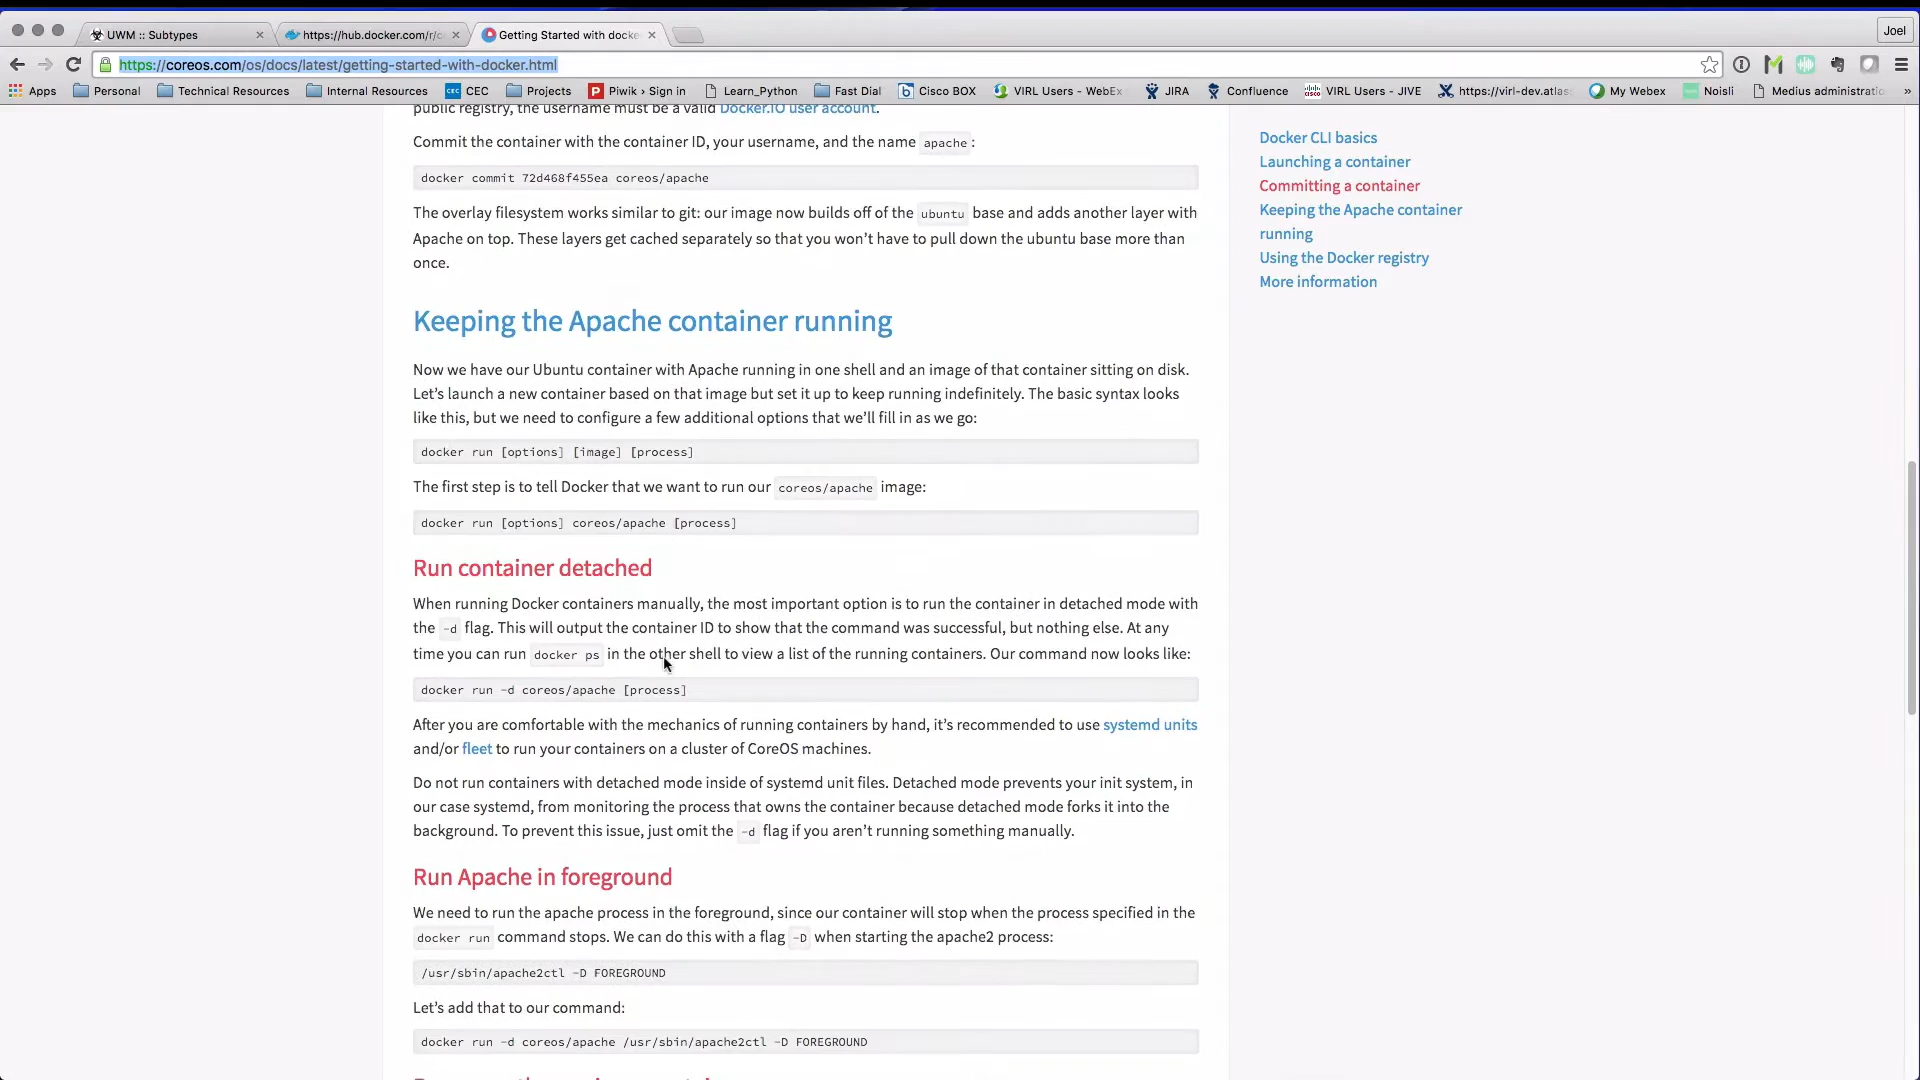 UWM :: Subtypes
https://hub.docker.com/r/c
Getting Started with docke
Joel
https://coreos.com/os/docs/latest/getting-started-with-docker.html
Apps
Personal
Technical Resources
Internal Resources
CEC
Projects
Piwik › Sign in
Learn_Python
Fast Dial
Cisco BOX
VIRL Users - WebEx
JIRA
Confluence
VIRL Users - JIVE
https://virl-dev.atlas
My Webex
Noisli
Medius administratio
»
public registry, the username must be a valid Docker.IO user account.
Commit the container with the container ID, your username, and the name apache :
docker commit 72d468f455ea coreos/apache
The overlay filesystem works similar to git: our image now builds off of the ubuntu base and adds another layer with
Apache on top. These layers get cached separately so that you won’t have to pull down the ubuntu base more than
once.
Keeping the Apache container running
Now we have our Ubuntu container with Apache running in one shell and an image of that container sitting on disk.
Let’s launch a new container based on that image but set it up to keep running indefinitely. The basic syntax looks
like this, but we need to configure a few additional options that we’ll fill in as we go:
docker run [options] [image] [process]
The first step is to tell Docker that we want to run our coreos/apache image:
docker run [options] coreos/apache [process]
Run container detached
When running Docker containers manually, the most important option is to run the container in detached mode with
the -d flag. This will output the container ID to show that the command was successful, but nothing else. At any
time you can run docker ps in the other shell to view a list of the running containers. Our command now looks like:
docker run -d coreos/apache [process]
After you are comfortable with the mechanics of running containers by hand, it’s recommended to use systemd units
and/or fleet to run your containers on a cluster of CoreOS machines.
Do not run containers with detached mode inside of systemd unit files. Detached mode prevents your init system, in
our case systemd, from monitoring the process that owns the container because detached mode forks it into the
background. To prevent this issue, just omit the -d flag if you aren’t running something manually.
Run Apache in foreground
We need to run the apache process in the foreground, since our container will stop when the process specified in the
docker run command stops. We can do this with a flag -D when starting the apache2 process:
/usr/sbin/apache2ctl -D FOREGROUND
Let’s add that to our command:
docker run -d coreos/apache /usr/sbin/apache2ctl -D FOREGROUND
Docker CLI basics
Launching a container
Committing a container
Keeping the Apache container
running
Using the Docker registry
More information